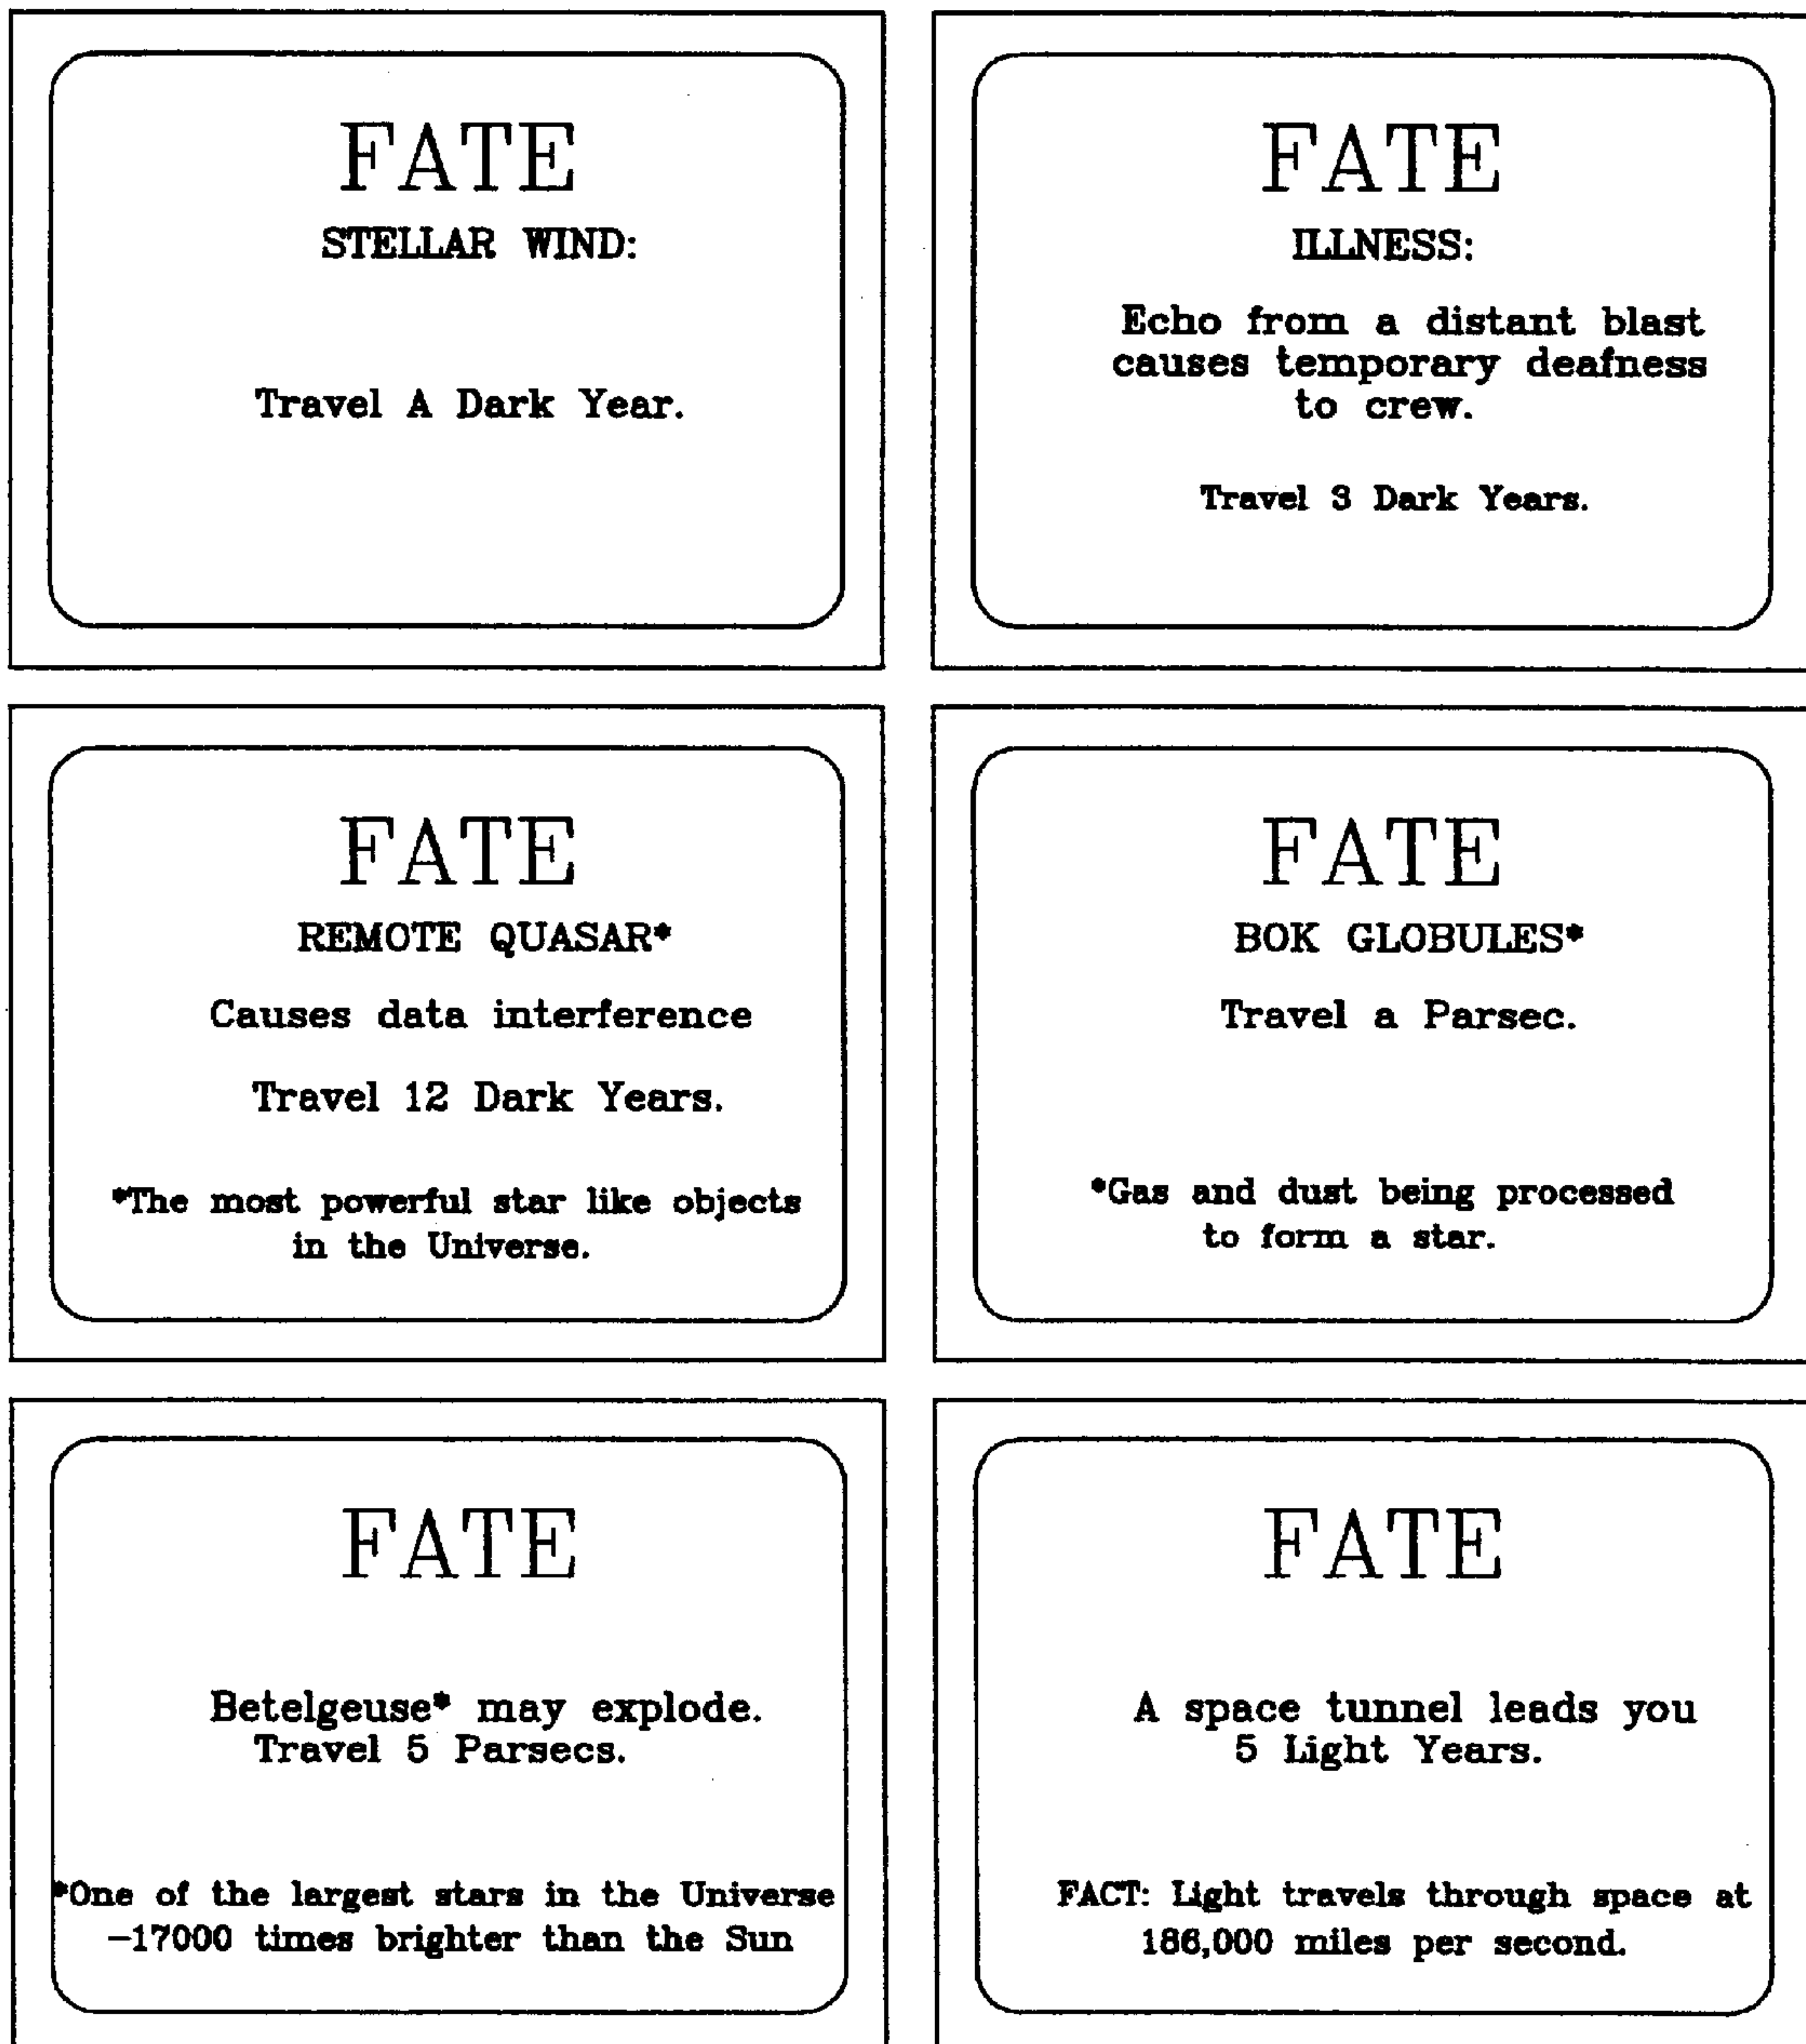 FATE
STELLAR WIND:
Travel A Dark Year.
FATE
ILLNESS:
Echo from a distant blast
causes temporary deafness
to crew.
Travel 3 Dark Years.
FATE
REMOTE QUASAR*
Causes data interference
Travel 12 Dark Years.
*The most powerful star like objects
in the Universe.
FATE
BOK GLOBULES*
Travel a Parsec.
*Gas and dust being processed
to form a star.
FATE
Betelgeuse* may explode.
Travel 5 Parsecs.
*One of the largest stars in the Universe
-17000 times brighter than the Sun
FATE
A space tunnel leads you
5 Light Years.
FACT: Light travels through space at
186,000 miles per second.